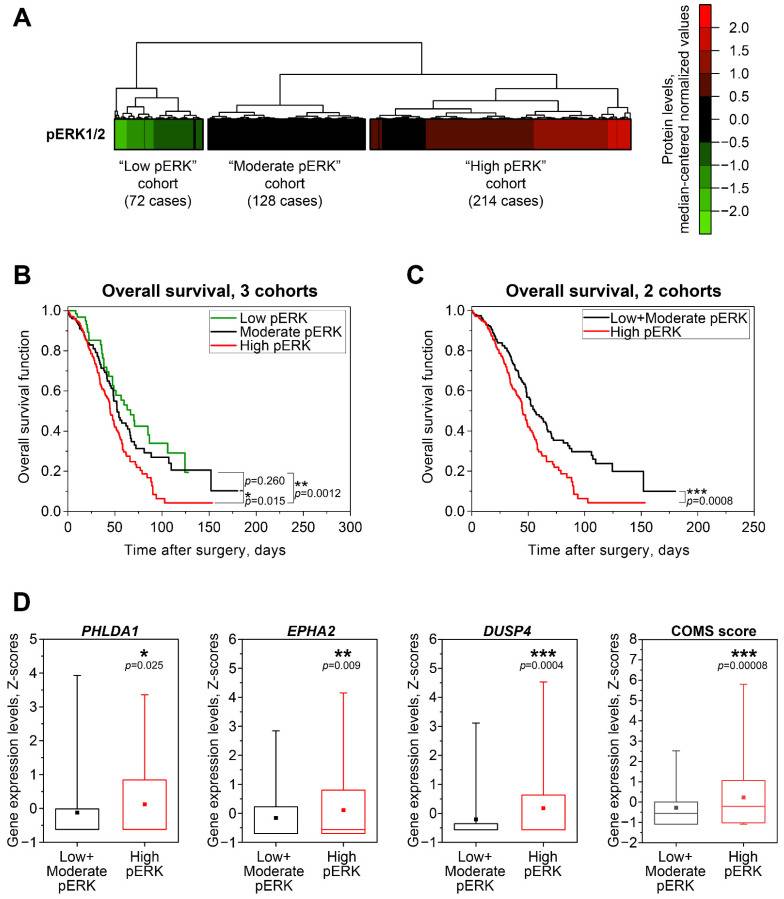 A
pERK1/2
“Low pERK”
cohort
(72 cases)
“Moderate pERK”
cohort
(128 cases)
“High pERK”
cohort
(214 cases)
Protein levels,
median-centered normalized values
2.0
1.5
1.0
0.5
0.0
−0.5
−1.0
−1.5
−2.0
B
Overall survival, 3 cohorts
Overall survival function
1.0
0.8
0.6
0.4
0.2
0.0
Low pERK
Moderate pERK
High pERK
p=0.260
*
p=0.015
**
p=0.0012
0 50 100 150 200 250 300
Time after surgery, days
C
Overall survival, 2 cohorts
Overall survival function
1.0
0.8
0.6
0.4
0.2
0.0
Low+Moderate pERK
High pERK
***
p=0.0008
0 50 100 150 200 250
Time after surgery, days
D
PHLDA1
Gene expression levels, Z-scores
5
4
3
2
1
0
−1
*
p=0.025
Low+
Moderate
pERK
High
pERK
EPHA2
Gene expression levels, Z-scores
6
5
4
3
2
1
0
−1
**
p=0.009
Low+
Moderate
pERK
High
pERK
DUSP4
Gene expression levels, Z-scores
6
5
4
3
2
1
0
−1
***
p=0.0004
Low+
Moderate
pERK
High
pERK
COMS score
Gene expression levels, Z-scores
8
7
6
5
4
3
2
1
0
−1
−2
***
p=0.00008
Low+
Moderate
pERK
High
pERK